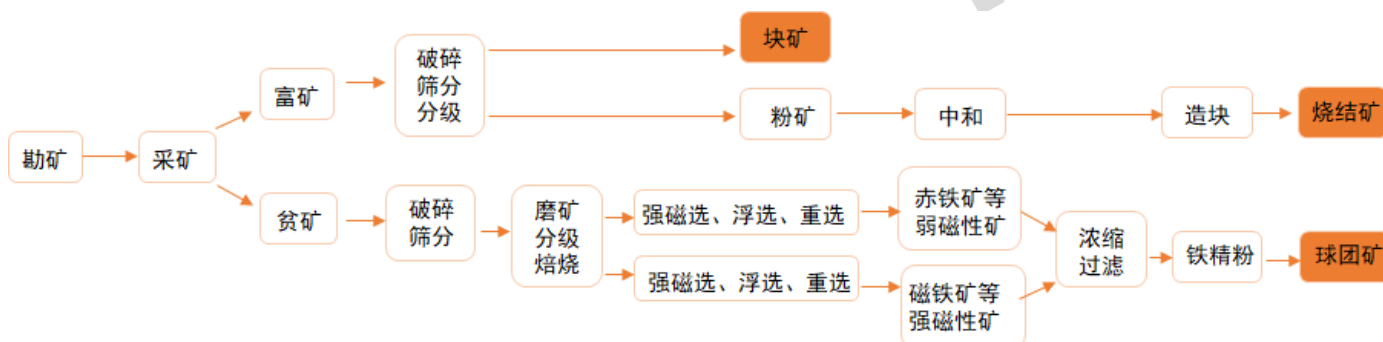 勘矿
采矿
富矿
破碎
筛分
分级
块矿
粉矿
中和
造块
烧结矿
贫矿
破碎
筛分
磨矿
分级
焙烧
强磁选、浮选、重选
赤铁矿等
弱磁性矿
强磁选、浮选、重选
磁铁矿等
强磁性矿
浓缩
过滤
铁精粉
球团矿